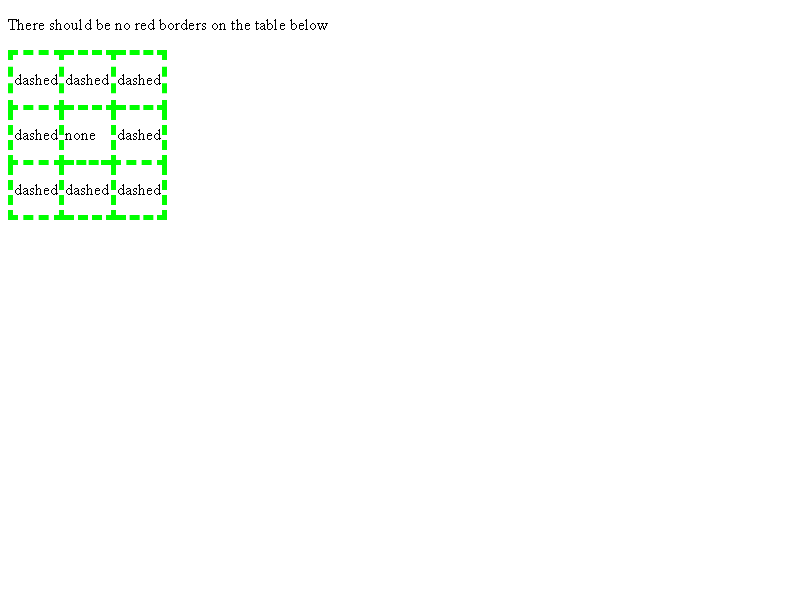 There should be no red borders on the table below
dashed dashed dashed
dashed none dashed
dashed dashed dashed